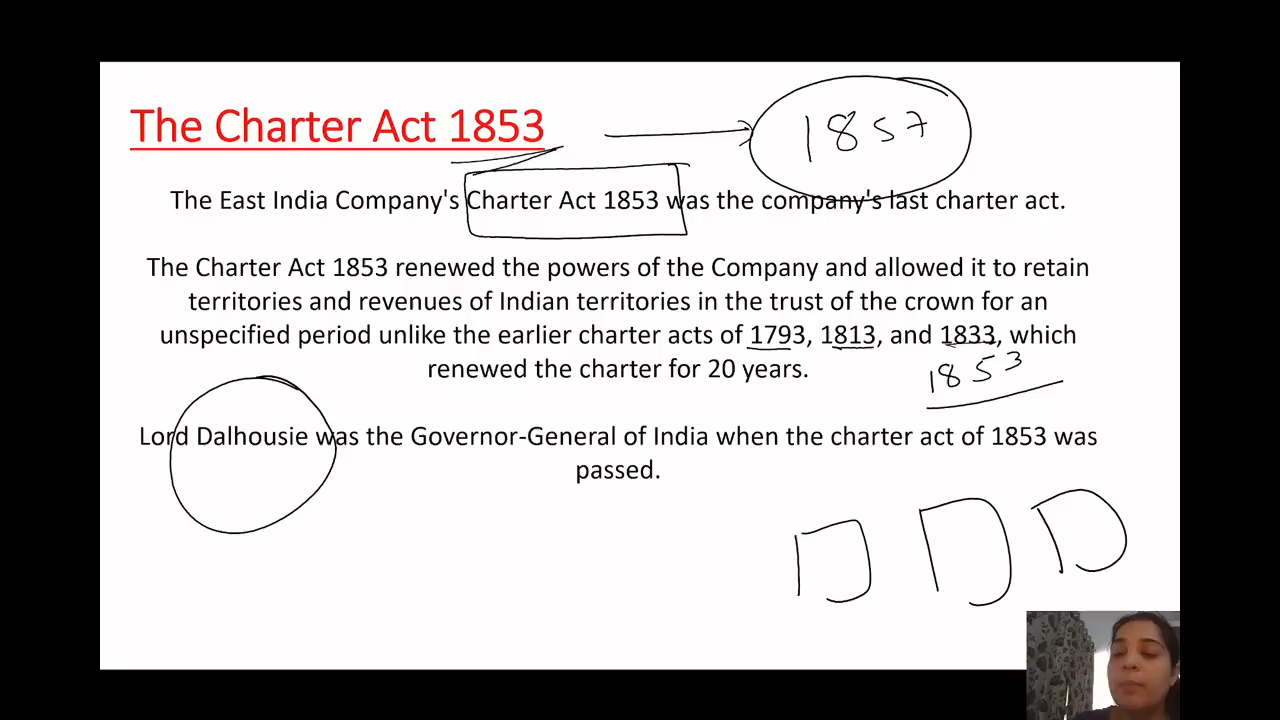 The Charter Act 1853
1857
The East India Company's Charter Act 1853 was the company's last charter act.
The Charter Act 1853 renewed the powers of the Company and allowed it to retain
territories and revenues of Indian territories in the trust of the crown for an
unspecified period unlike the earlier charter acts of 1793, 1813, and 1833, which
renewed the charter for 20 years.
1853
Lord Dalhousie was the Governor-General of India when the charter act of 1853 was
passed.
D D D